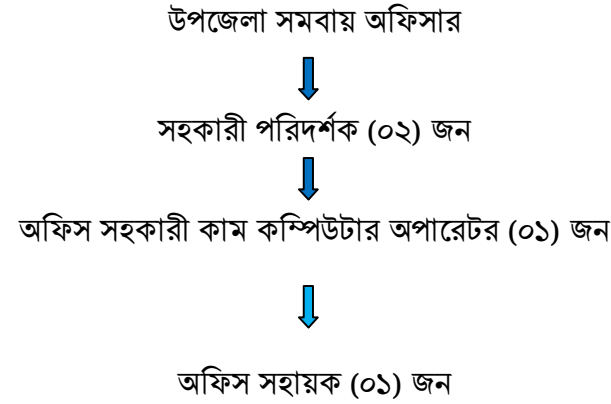 উপজেলা সমবায় অফিসার
সহকারী পরিদর্শক (০২) জন
অফিস সহকারী কাম কম্পিউটার অপারেটর (০১) জন
অফিস সহায়ক (০১) জন